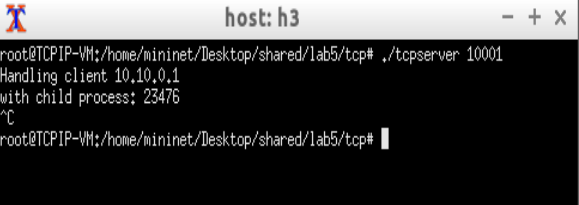 host: h3
root@TCPIP-VM:/home/mininet/Desktop/shared/lab5/tcp# ./tcpserver 10001
Handling client 10.10.0.1
with child process: 23476
^C
root@TCPIP-VM:/home/mininet/Desktop/shared/lab5/tcp#